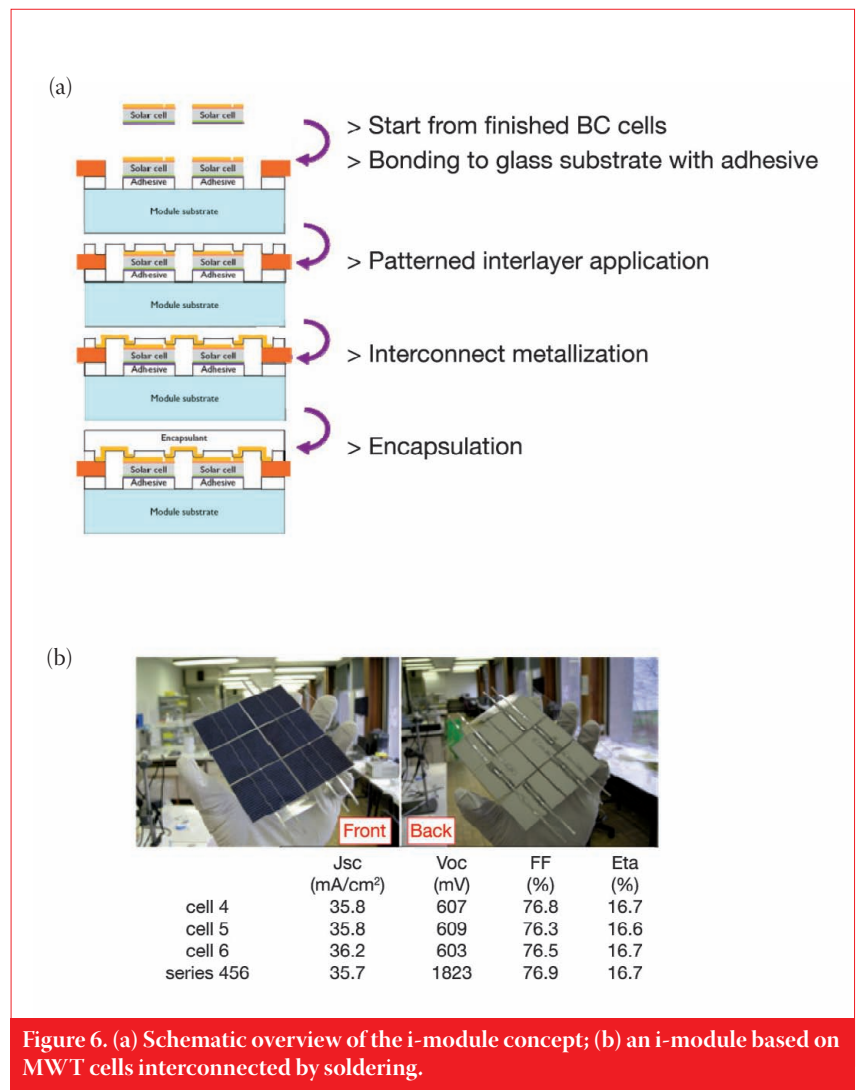 (a)
Solar cell Solar cell
> Start from finished BC cells
> Bonding to glass substrate with adhesive
Solar cell Solar cell
Adhesive Adhesive
Module substrate
> Patterned interlayer application
Solar cell Solar cell
Adhesive Adhesive
Module substrate
> Interconnect metallization
Solar cell Solar cell
Adhesive Adhesive
Module substrate
Encapsulant
> Encapsulation
Solar cell Solar cell
Adhesive Adhesive
Module substrate
(b)
Front Back
Jsc Voc FF Eta
(mA/cm²) (mV) (%) (%)
cell 4 35.8 607 76.8 16.7
cell 5 35.8 609 76.3 16.6
cell 6 36.2 603 76.5 16.7
series 456 35.7 1823 76.9 16.7
Figure 6. (a) Schematic overview of the i-module concept; (b) an i-module based on
MWT cells interconnected by soldering.